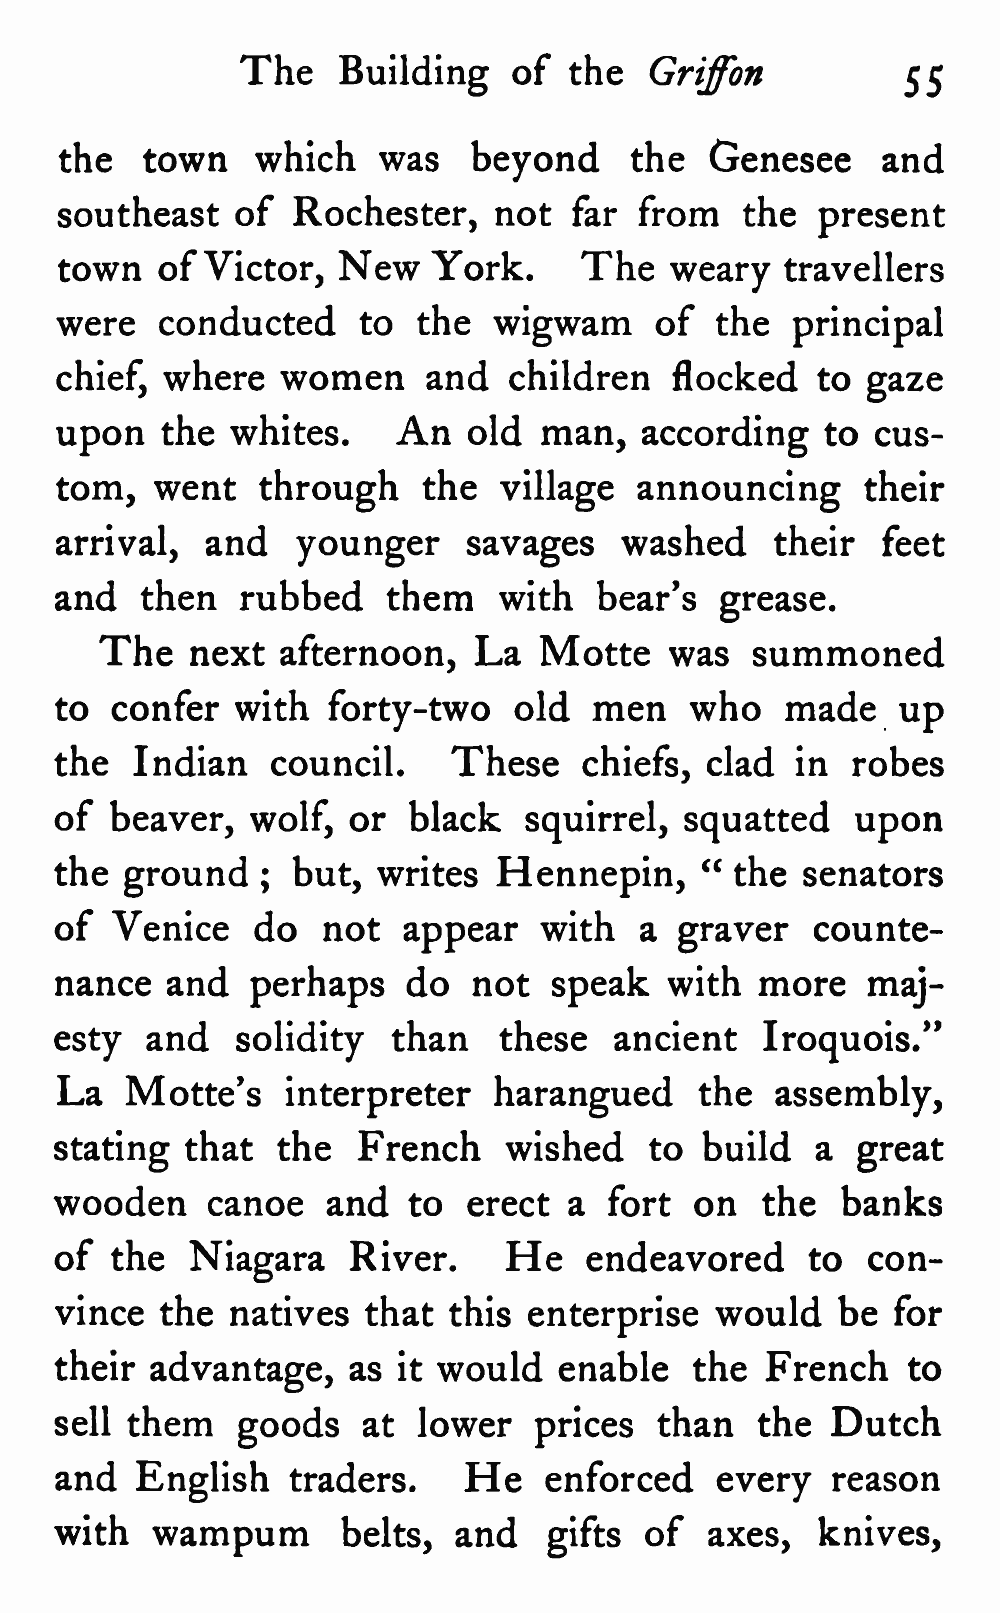 The Building of the Griffon 55
the town which was beyond the Genesee and
southeast of Rochester, not far from the present
town of Victor, New York. The weary travellers
were conducted to the wigwam of the principal
chief, where women and children flocked to gaze
upon the whites. An old man, according to cus-
tom, went through the village announcing their
arrival, and younger savages washed their feet
and then rubbed them with bear's grease.
The next afternoon, La Motte was summoned
to confer with forty-two old men who made up
the Indian council. These chiefs, clad in robes
of beaver, wolf, or black squirrel, squatted upon
the ground ; but, writes Hennepin, “ the senators
of Venice do not appear with a graver counte-
nance and perhaps do not speak with more maj-
esty and solidity than these ancient Iroquois.”
La Motte's interpreter harangued the assembly,
stating that the French wished to build a great
wooden canoe and to erect a fort on the banks
of the Niagara River. He endeavored to con-
vince the natives that this enterprise would be for
their advantage, as it would enable the French to
sell them goods at lower prices than the Dutch
and English traders. He enforced every reason
with wampum belts, and gifts of axes, knives,